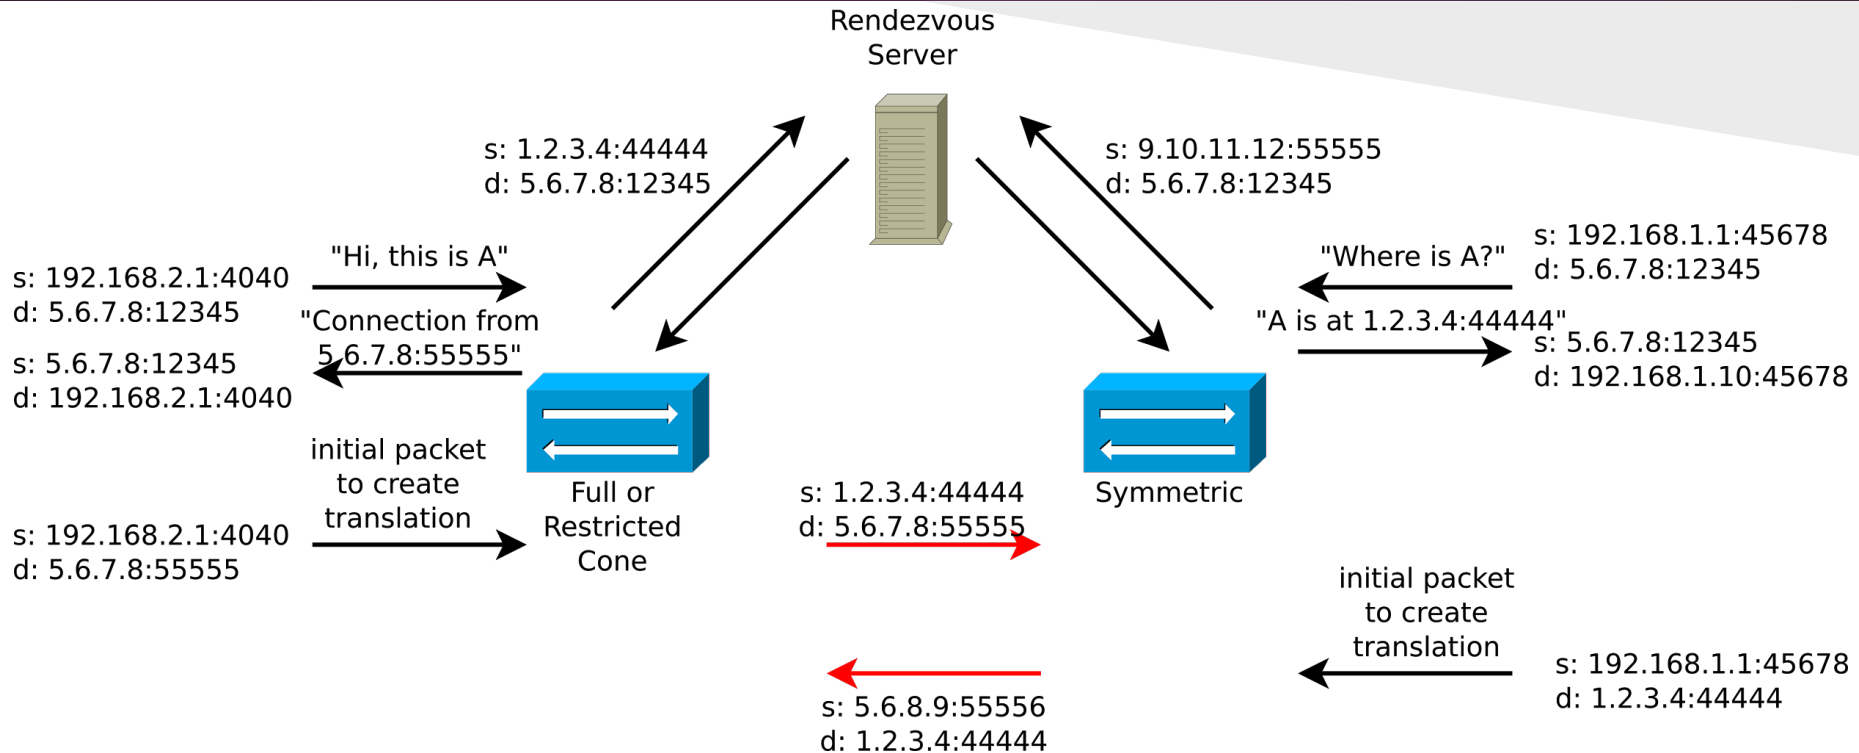 Rendezvous
Server
s: 1.2.3.4:44444
d: 5.6.7.8:12345
s: 9.10.11.12:55555
d: 5.6.7.8:12345
"Hi, this is A"
s: 192.168.2.1:4040
d: 5.6.7.8:12345
"Where is A?"
s: 192.168.1.1:45678
d: 5.6.7.8:12345
"Connection from
5.6.7.8:55555"
s: 5.6.7.8:12345
d: 192.168.2.1:4040
"A is at 1.2.3.4:44444"
s: 5.6.7.8:12345
d: 192.168.1.10:45678
initial packet
to create
translation
s: 192.168.2.1:4040
d: 5.6.7.8:55555
Full or
Restricted
Cone
s: 1.2.3.4:44444
d: 5.6.7.8:55555
Symmetric
initial packet
to create
translation
s: 192.168.1.1:45678
d: 1.2.3.4:44444
s: 5.6.8.9:55556
d: 1.2.3.4:44444